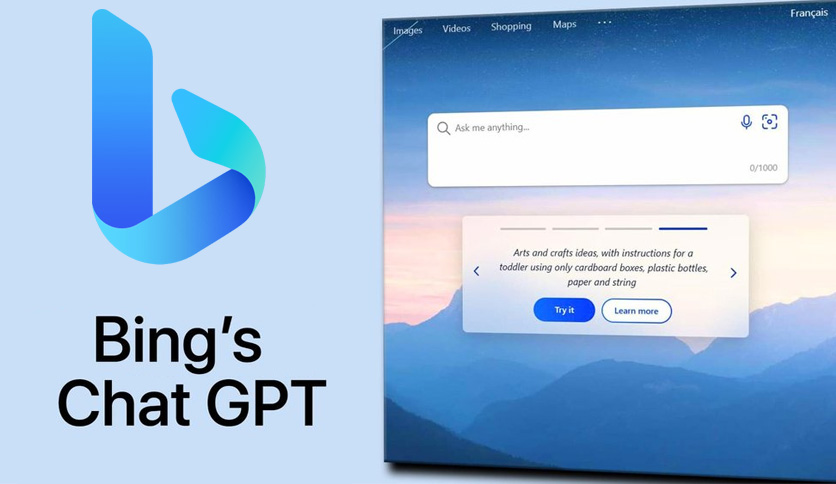 Bing's
Chat GPT
Images
Videos
Shopping
Maps
...
Français
Ask me anything...
0/1000
Arts and crafts ideas, with instructions for a
toddler using only cardboard boxes, plastic bottles,
paper and string
Try it
Learn more